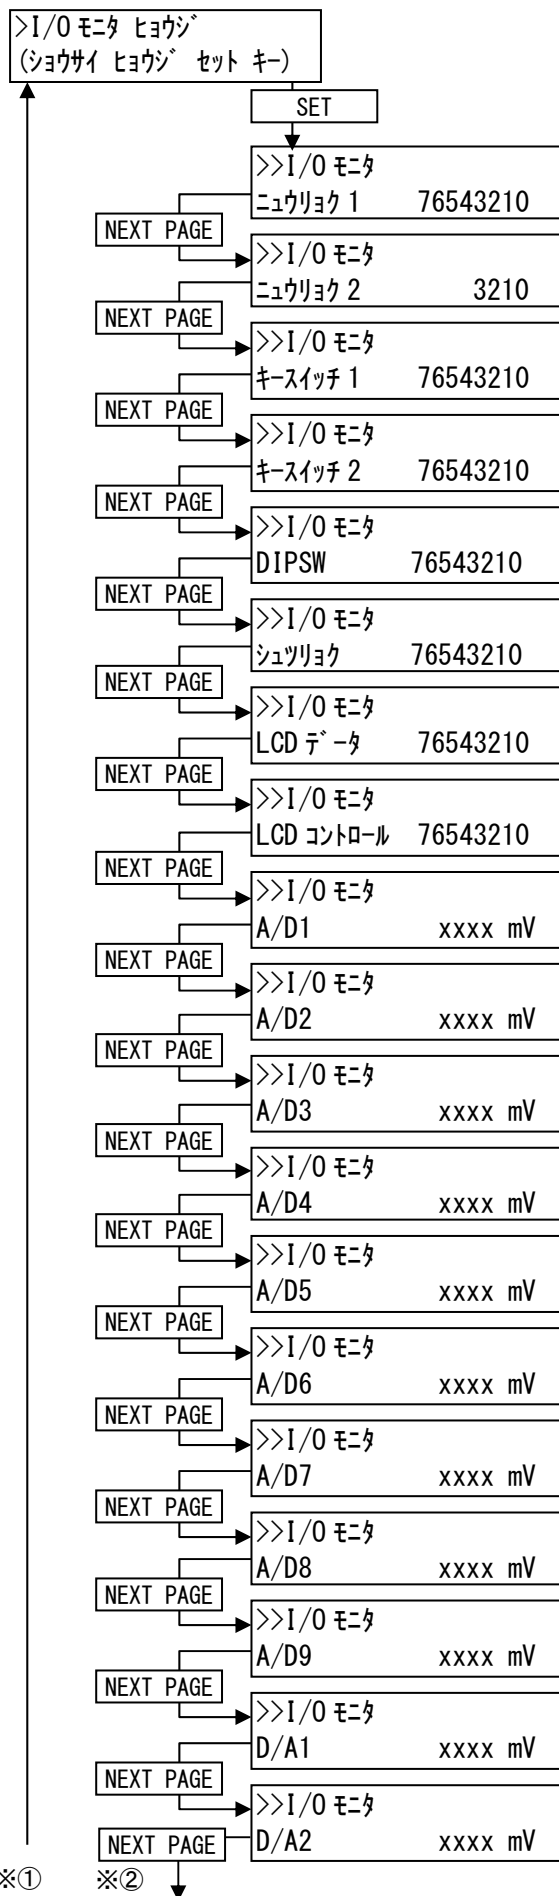 >I/O ﾓﾆﾀ ﾋｮｳｼﾞ
(ｼｮｳｻｲ ﾋｮｳｼﾞ ｾｯﾄ ｷｰ)
SET
>>I/O ﾓﾆﾀ
ﾆｭｳﾘｮｸ 1 76543210
NEXT PAGE
>>I/O ﾓﾆﾀ
ﾆｭｳﾘｮｸ 2 3210
NEXT PAGE
>>I/O ﾓﾆﾀ
ｷｰｽｲｯﾁ 1 76543210
NEXT PAGE
>>I/O ﾓﾆﾀ
ｷｰｽｲｯﾁ 2 76543210
NEXT PAGE
>>I/O ﾓﾆﾀ
DIPSW 76543210
NEXT PAGE
>>I/O ﾓﾆﾀ
ｼｭﾂﾘｮｸ 76543210
NEXT PAGE
>>I/O ﾓﾆﾀ
LCD ﾃﾞｰﾀ 76543210
NEXT PAGE
>>I/O ﾓﾆﾀ
LCD ｺﾝﾄﾛｰﾙ 76543210
NEXT PAGE
>>I/O ﾓﾆﾀ
A/D1 xxxx mV
NEXT PAGE
>>I/O ﾓﾆﾀ
A/D2 xxxx mV
NEXT PAGE
>>I/O ﾓﾆﾀ
A/D3 xxxx mV
NEXT PAGE
>>I/O ﾓﾆﾀ
A/D4 xxxx mV
NEXT PAGE
>>I/O ﾓﾆﾀ
A/D5 xxxx mV
NEXT PAGE
>>I/O ﾓﾆﾀ
A/D6 xxxx mV
NEXT PAGE
>>I/O ﾓﾆﾀ
A/D7 xxxx mV
NEXT PAGE
>>I/O ﾓﾆﾀ
A/D8 xxxx mV
NEXT PAGE
>>I/O ﾓﾆﾀ
A/D9 xxxx mV
NEXT PAGE
>>I/O ﾓﾆﾀ
D/A1 xxxx mV
NEXT PAGE
>>I/O ﾓﾆﾀ
D/A2 xxxx mV
NEXT PAGE
※① ※②